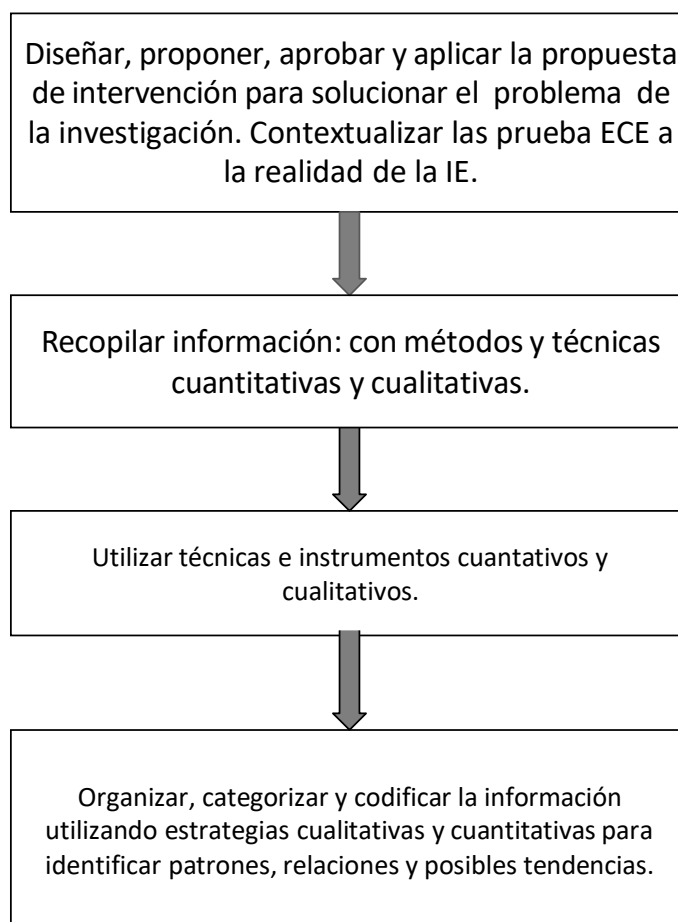 Diseñar, proponer, aprobar y aplicar la propuesta
de intervención para solucionar el problema de
la investigación. Contextualizar las prueba ECE a
la realidad de la IE.
Recopilar información: con métodos y técnicas
cuantitativas y cualitativas.
Utilizar técnicas e instrumentos cuantativos y
cualitativos.
Organizar, categorizar y codificar la información
utilizando estrategias cualitativas y cuantitativas para
identificar patrones, relaciones y posibles tendencias.